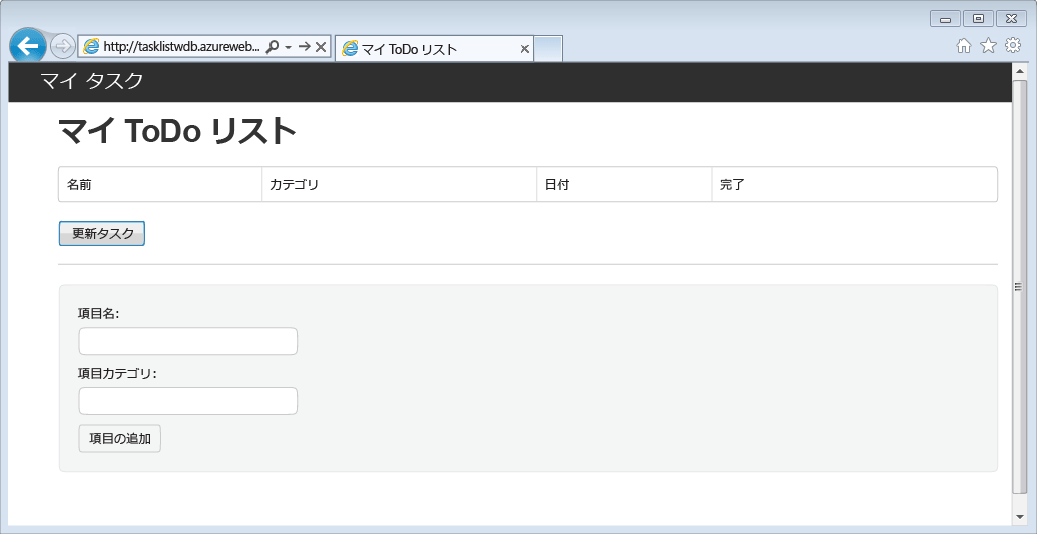 http://tasklistwdb.azureweb...
マイ ToDo リスト
マイ タスク
マイ ToDo リスト
名前 カテゴリ 日付 完了
更新タスク
項目名:
項目カテゴリ:
項目の追加